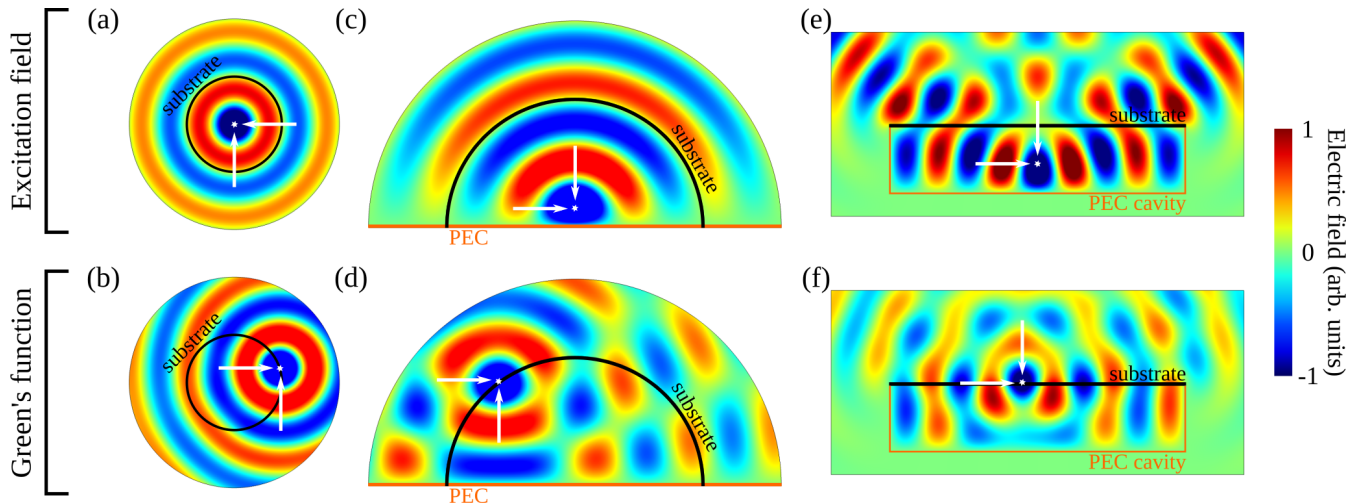 Excitation field
(a)
substrate
(c)
substrate
PEC
(e)
substrate
PEC cavity
Green's function
(b)
substrate
(d)
substrate
PEC
(f)
substrate
PEC cavity
1
0
-1
Electric field (arb. units)